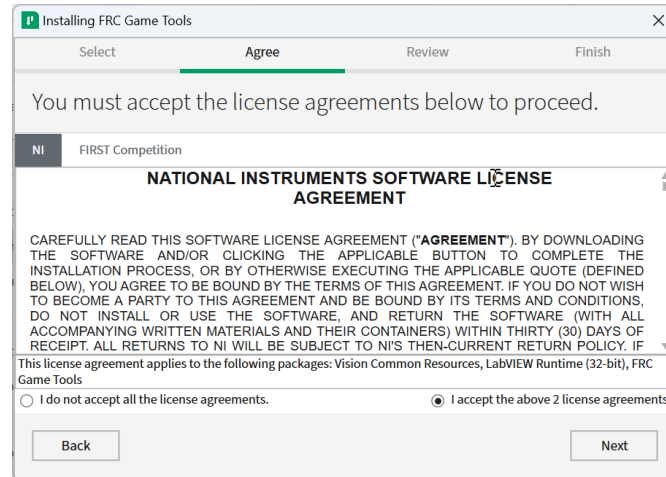 Installing FRC Game Tools
Select Agree Review Finish
You must accept the license agreements below to proceed.
NI FIRST Competition
NATIONAL INSTRUMENTS SOFTWARE LICENSE
AGREEMENT
CAREFULLY READ THIS SOFTWARE LICENSE AGREEMENT ("AGREEMENT"). BY DOWNLOADING
THE SOFTWARE AND/OR CLICKING THE APPLICABLE BUTTON TO COMPLETE THE
INSTALLATION PROCESS, OR BY OTHERWISE EXECUTING THE APPLICABLE QUOTE (DEFINED
BELOW), YOU AGREE TO BE BOUND BY THE TERMS OF THIS AGREEMENT. IF YOU DO NOT WISH
TO BECOME A PARTY TO THIS AGREEMENT AND BE BOUND BY ITS TERMS AND CONDITIONS,
DO NOT INSTALL OR USE THE SOFTWARE, AND RETURN THE SOFTWARE (WITH ALL
ACCOMPANYING WRITTEN MATERIALS AND THEIR CONTAINERS) WITHIN THIRTY (30) DAYS OF
RECEIPT. ALL RETURNS TO NI WILL BE SUBJECT TO NI'S THEN-CURRENT RETURN POLICY. IF
This license agreement applies to the following packages: Vision Common Resources, LabVIEW Runtime (32-bit), FRC
Game Tools
I do not accept all the license agreements. I accept the above 2 license agreements
Back Next